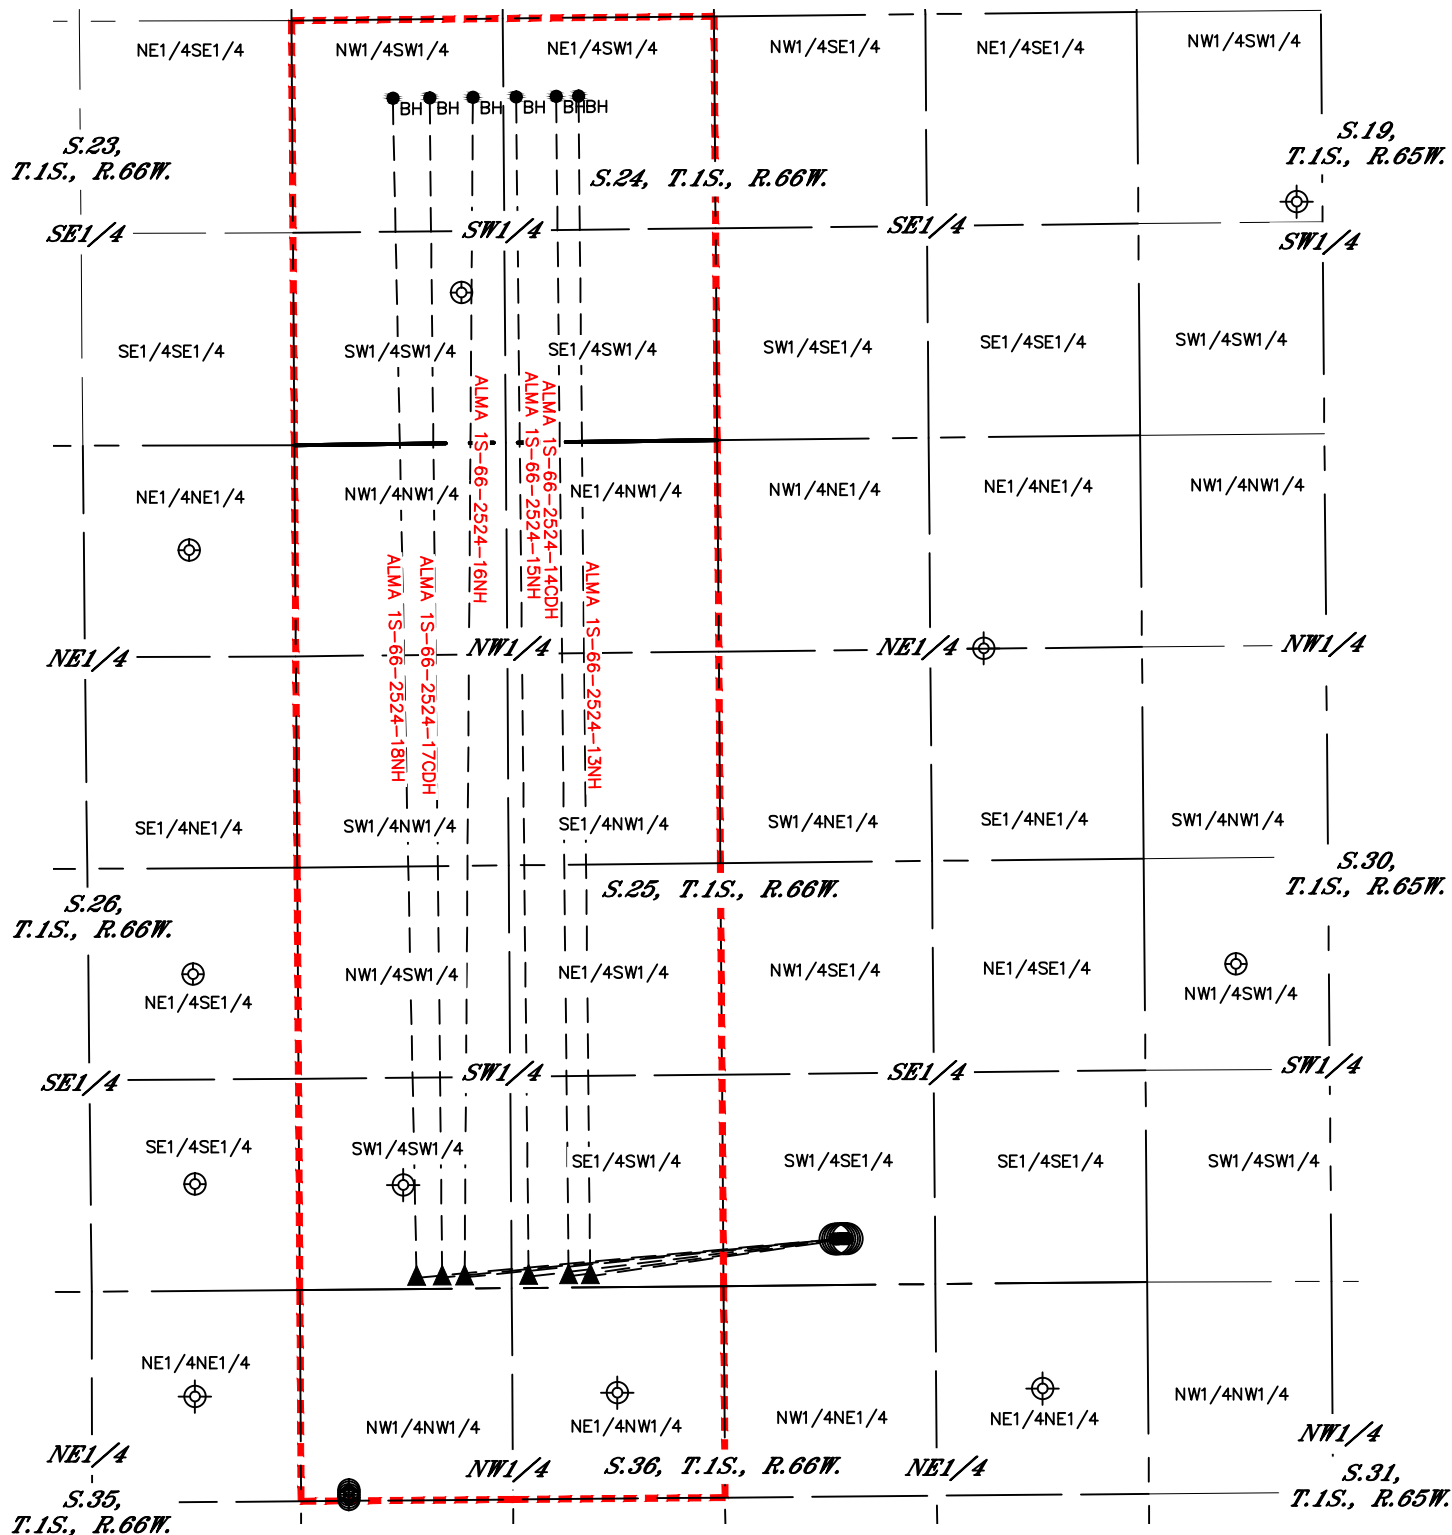 NE1/4SE1/4
NW1/4SW1/4
NE1/4SW1/4
NW1/4SE1/4
NE1/4SE1/4
NW1/4SW1/4
BH
BH
BH
BH
BH
BH
S.23,
T.1S., R.66W.
S.24, T.1S., R.66W.
S.19,
T.1S., R.65W.
SE1/4
SW1/4
SE1/4
SW1/4
SE1/4SE1/4
SW1/4SW1/4
SE1/4SW1/4
SW1/4SE1/4
SE1/4SE1/4
SW1/4SW1/4
ALMA 1S-66-2524-18NH
ALMA 1S-66-2524-17CDH
ALMA 1S-66-2524-16NH
ALMA 1S-66-2524-15NH
ALMA 1S-66-2524-14CDH
ALMA 1S-66-2524-13NH
NE1/4NE1/4
NW1/4NW1/4
NE1/4NW1/4
NW1/4NE1/4
NE1/4NE1/4
NW1/4NW1/4
NE1/4
NW1/4
NE1/4
NW1/4
SE1/4NE1/4
SW1/4NW1/4
SE1/4NW1/4
SW1/4NE1/4
SE1/4NE1/4
SW1/4NW1/4
S.26,
T.1S., R.66W.
S.25, T.1S., R.66W.
S.30,
T.1S., R.65W.
NE1/4SE1/4
NW1/4SW1/4
NE1/4SW1/4
NW1/4SE1/4
NE1/4SE1/4
NW1/4SW1/4
SE1/4
SW1/4
SE1/4
SW1/4
SE1/4SE1/4
SW1/4SW1/4
SE1/4SW1/4
SW1/4SE1/4
SE1/4SE1/4
SW1/4SW1/4
NE1/4NE1/4
NW1/4NW1/4
NE1/4NW1/4
NW1/4NE1/4
NE1/4NE1/4
NW1/4NW1/4
NE1/4
NW1/4
NE1/4
NW1/4
S.35,
T.1S., R.66W.
S.36, T.1S., R.66W.
S.31,
T.1S., R.65W.